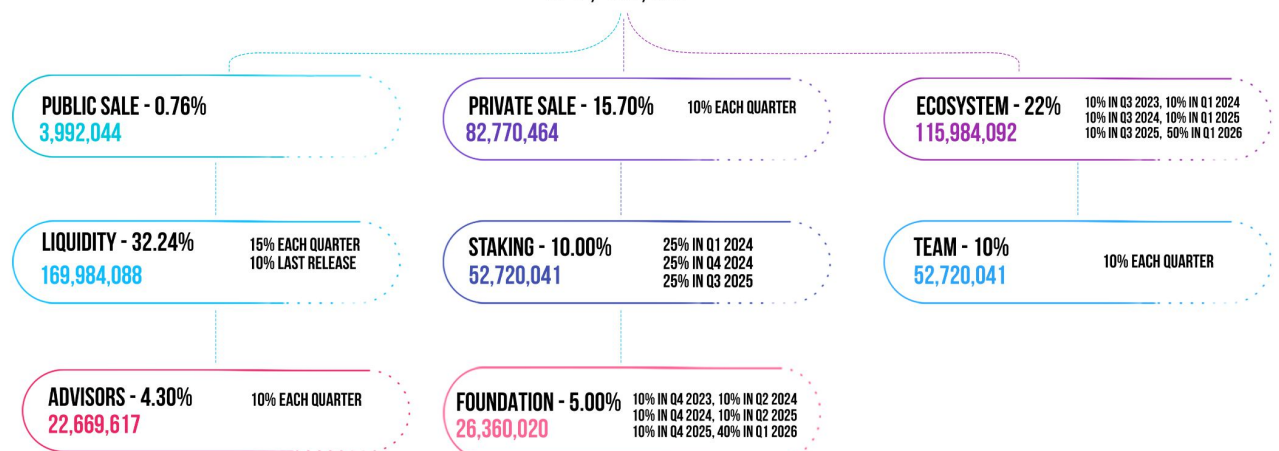 PUBLIC SALE - 0.76%
3,992,044
PRIVATE SALE - 15.70%
82,770,464
10% EACH QUARTER
ECOSYSTEM - 22%
115,984,092
10% IN Q3 2023, 10% IN Q1 2024
10% IN Q3 2024, 10% IN Q1 2025
10% IN Q3 2025, 50% IN Q1 2026
LIQUIDITY - 32.24%
169,984,088
15% EACH QUARTER
10% LAST RELEASE
STAKING - 10.00%
52,720,041
25% IN Q1 2024
25% IN Q4 2024
25% IN Q3 2025
TEAM - 10%
52,720,041
10% EACH QUARTER
ADVISORS - 4.30%
22,669,617
10% EACH QUARTER
FOUNDATION - 5.00%
26,360,020
10% IN Q4 2023, 10% IN Q2 2024
10% IN Q4 2024, 10% IN Q2 2025
10% IN Q4 2025, 40% IN Q1 2026